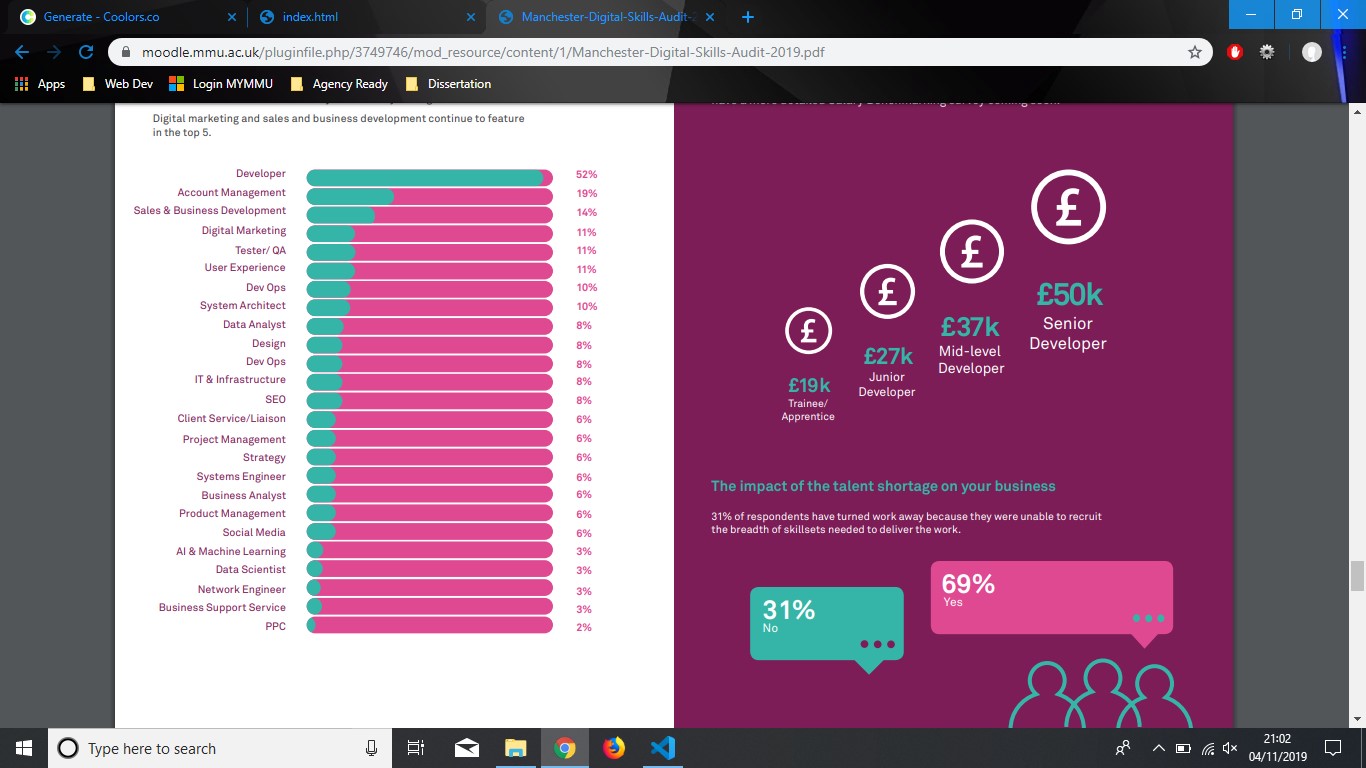 Generate - Coolors.co
index.html
Manchester-Digital-Skills-Audit-
moodle.mmu.ac.uk/pluginfile.php/3749746/mod_resource/content/1/Manchester-Digital-Skills-Audit-2019.pdf
Apps
Web Dev
Login MYMMU
Agency Ready
Dissertation
Digital marketing and sales and business development continue to feature
in the top 5.
Developer 52%
Account Management 19%
Sales & Business Development 14%
Digital Marketing 11%
Tester/ QA 11%
User Experience 11%
Dev Ops 10%
System Architect 10%
Data Analyst 8%
Design 8%
Dev Ops 8%
IT & Infrastructure 8%
SEO 8%
Client Service/Liaison 6%
Project Management 6%
Strategy 6%
Systems Engineer 6%
Business Analyst 6%
Product Management 6%
Social Media 6%
AI & Machine Learning 3%
Data Scientist 3%
Network Engineer 3%
Business Support Service 3%
PPC 2%
£
£19k
Trainee/
Apprentice
£
£27k
Junior
Developer
£
£37k
Mid-level
Developer
£
£50k
Senior
Developer
The impact of the talent shortage on your business
31% of respondents have turned work away because they were unable to recruit
the breadth of skillsets needed to deliver the work.
31%
No
69%
Yes
Type here to search
21:02
04/11/2019